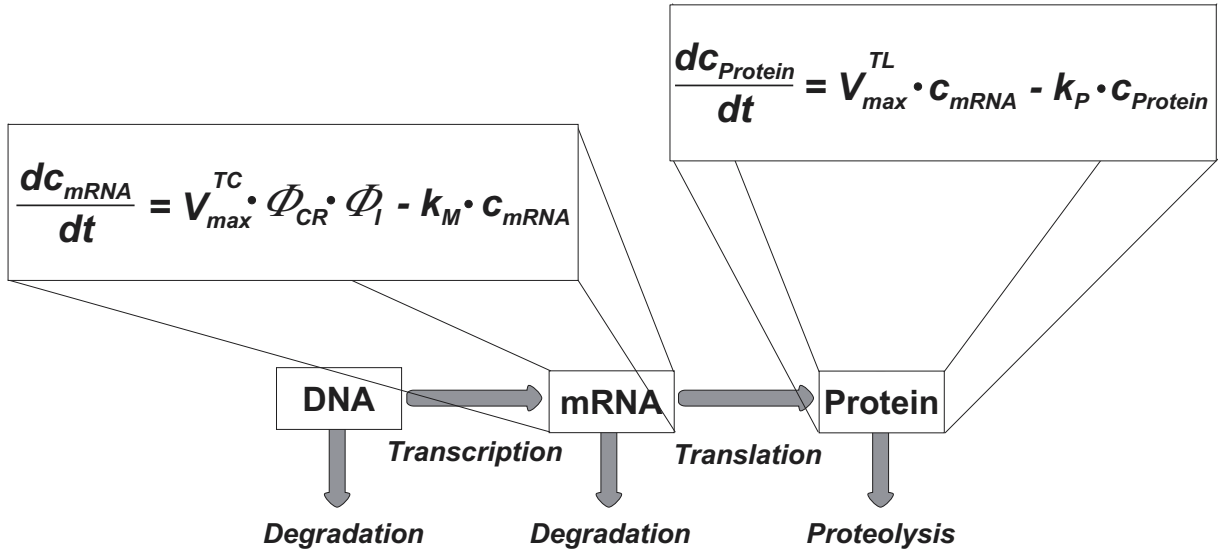 dc_Protein/dt = V_max^TL · c_mRNA - k_P · c_Protein
dc_mRNA/dt = V_max^TC · Φ_CR · Φ_I - k_M · c_mRNA
DNA mRNA Protein
Transcription Translation
Degradation Degradation Proteolysis